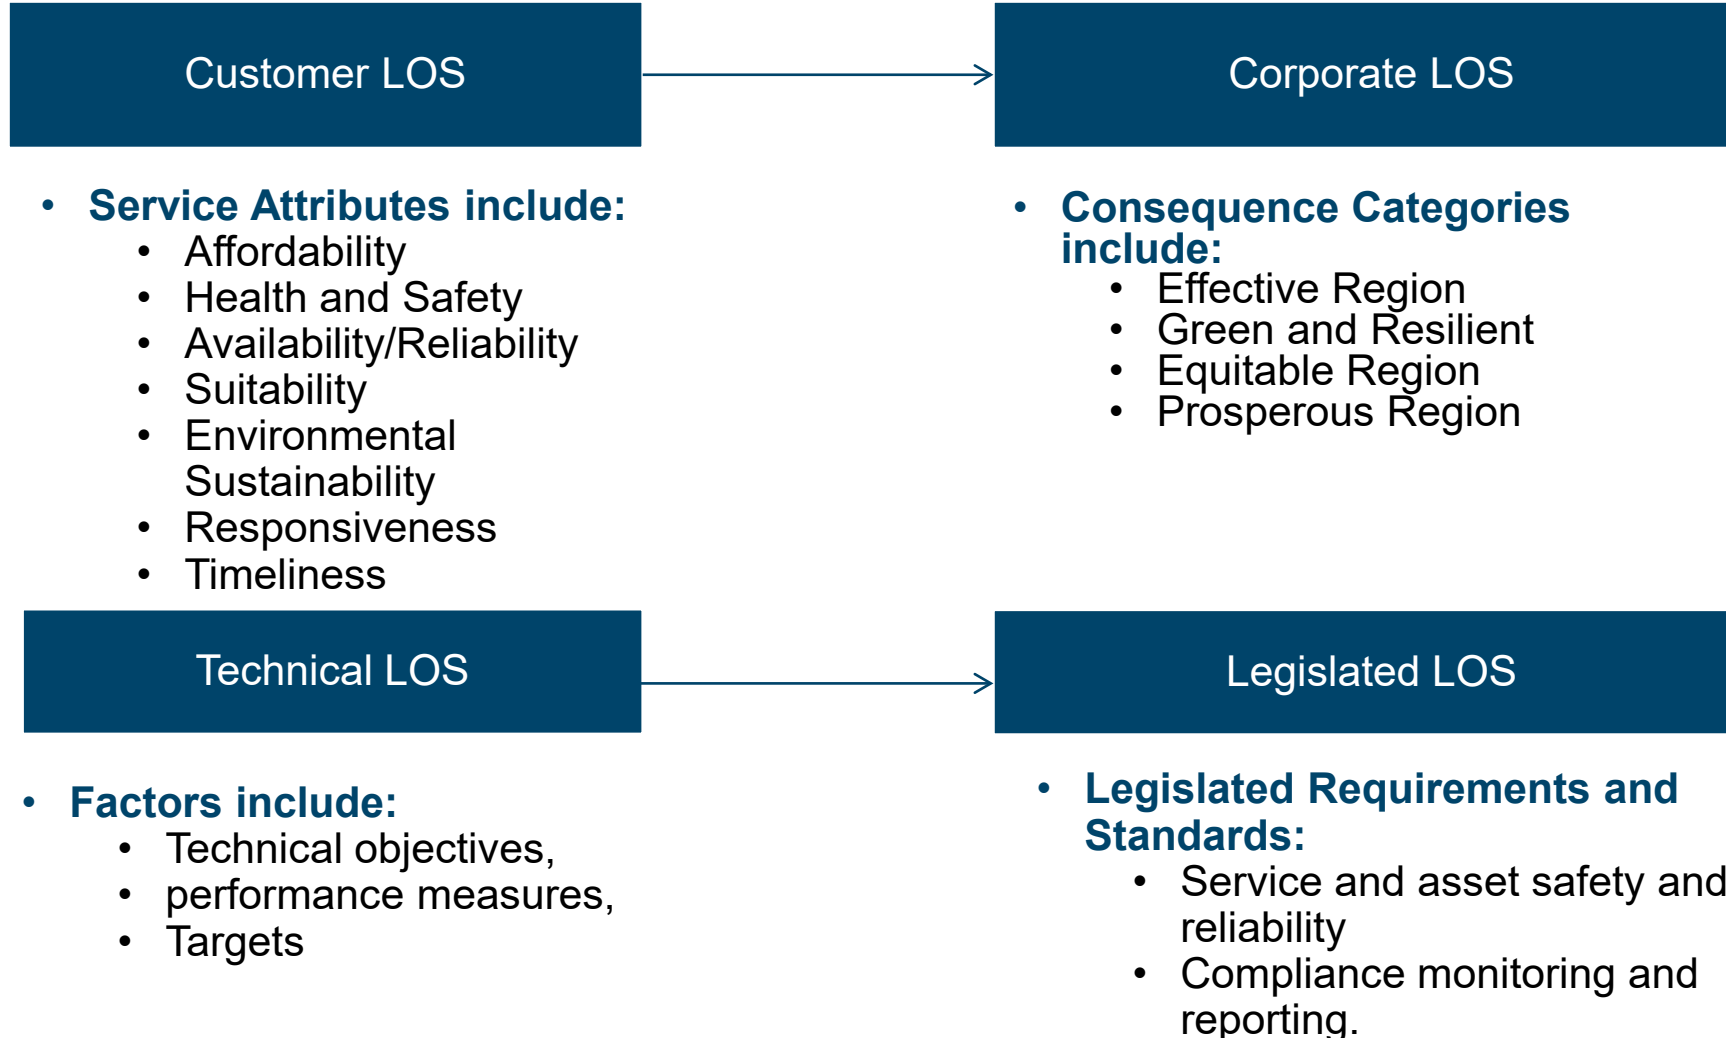 Customer LOS
Corporate LOS
• Service Attributes include:
• Affordability
• Health and Safety
• Availability/Reliability
• Suitability
• Environmental
Sustainability
• Responsiveness
• Timeliness
• Consequence Categories
include:
• Effective Region
• Green and Resilient
• Equitable Region
• Prosperous Region
Technical LOS
Legislated LOS
• Factors include:
• Technical objectives,
• performance measures,
• Targets
• Legislated Requirements and
Standards:
• Service and asset safety and
reliability
• Compliance monitoring and
reporting.